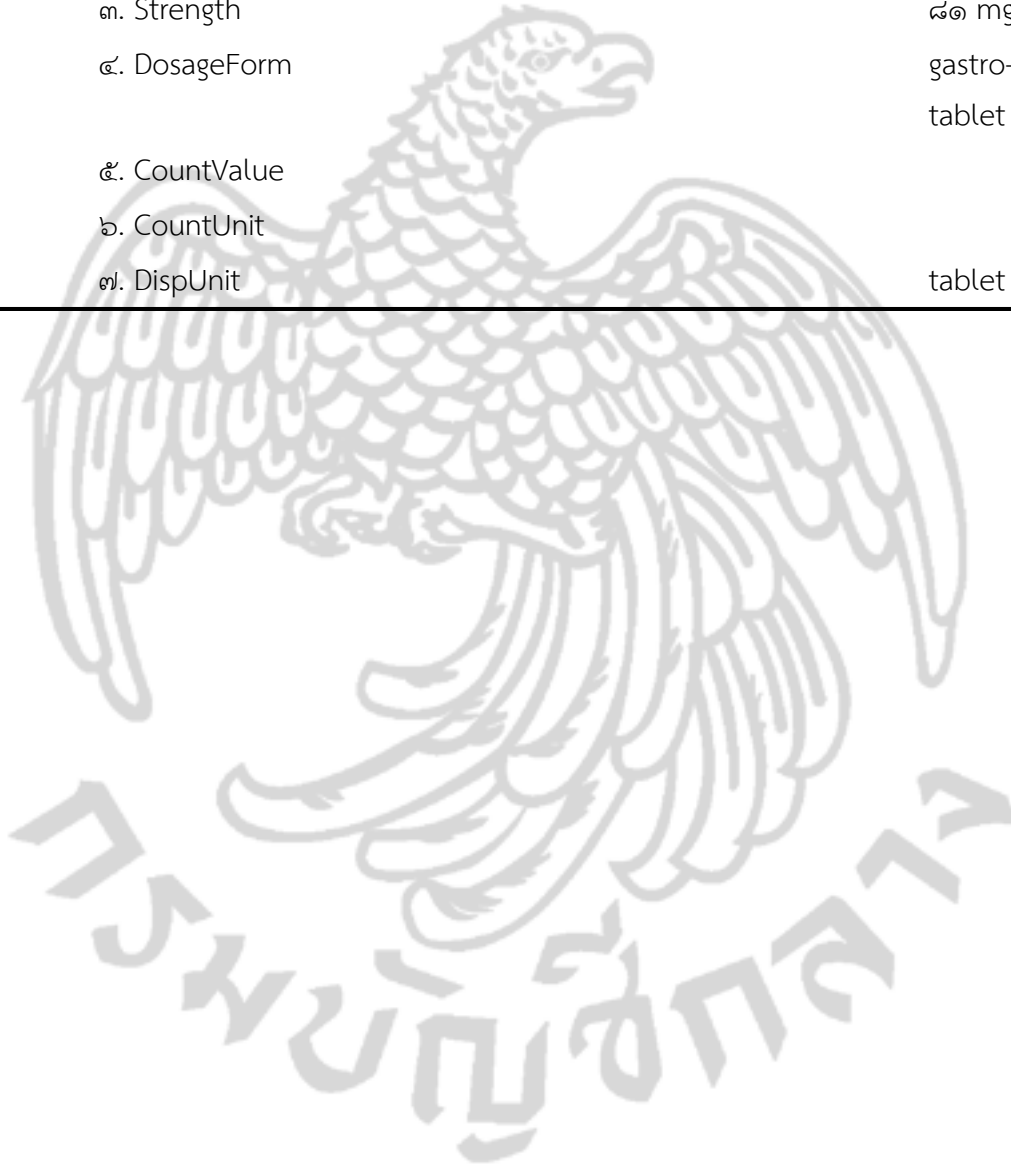 ๓. Strength ๘๑ mg
๔. DosageForm gastro-
tablet
๕. CountValue
๖. CountUnit
๗. DispUnit tablet
กรมบัญชีกลาง